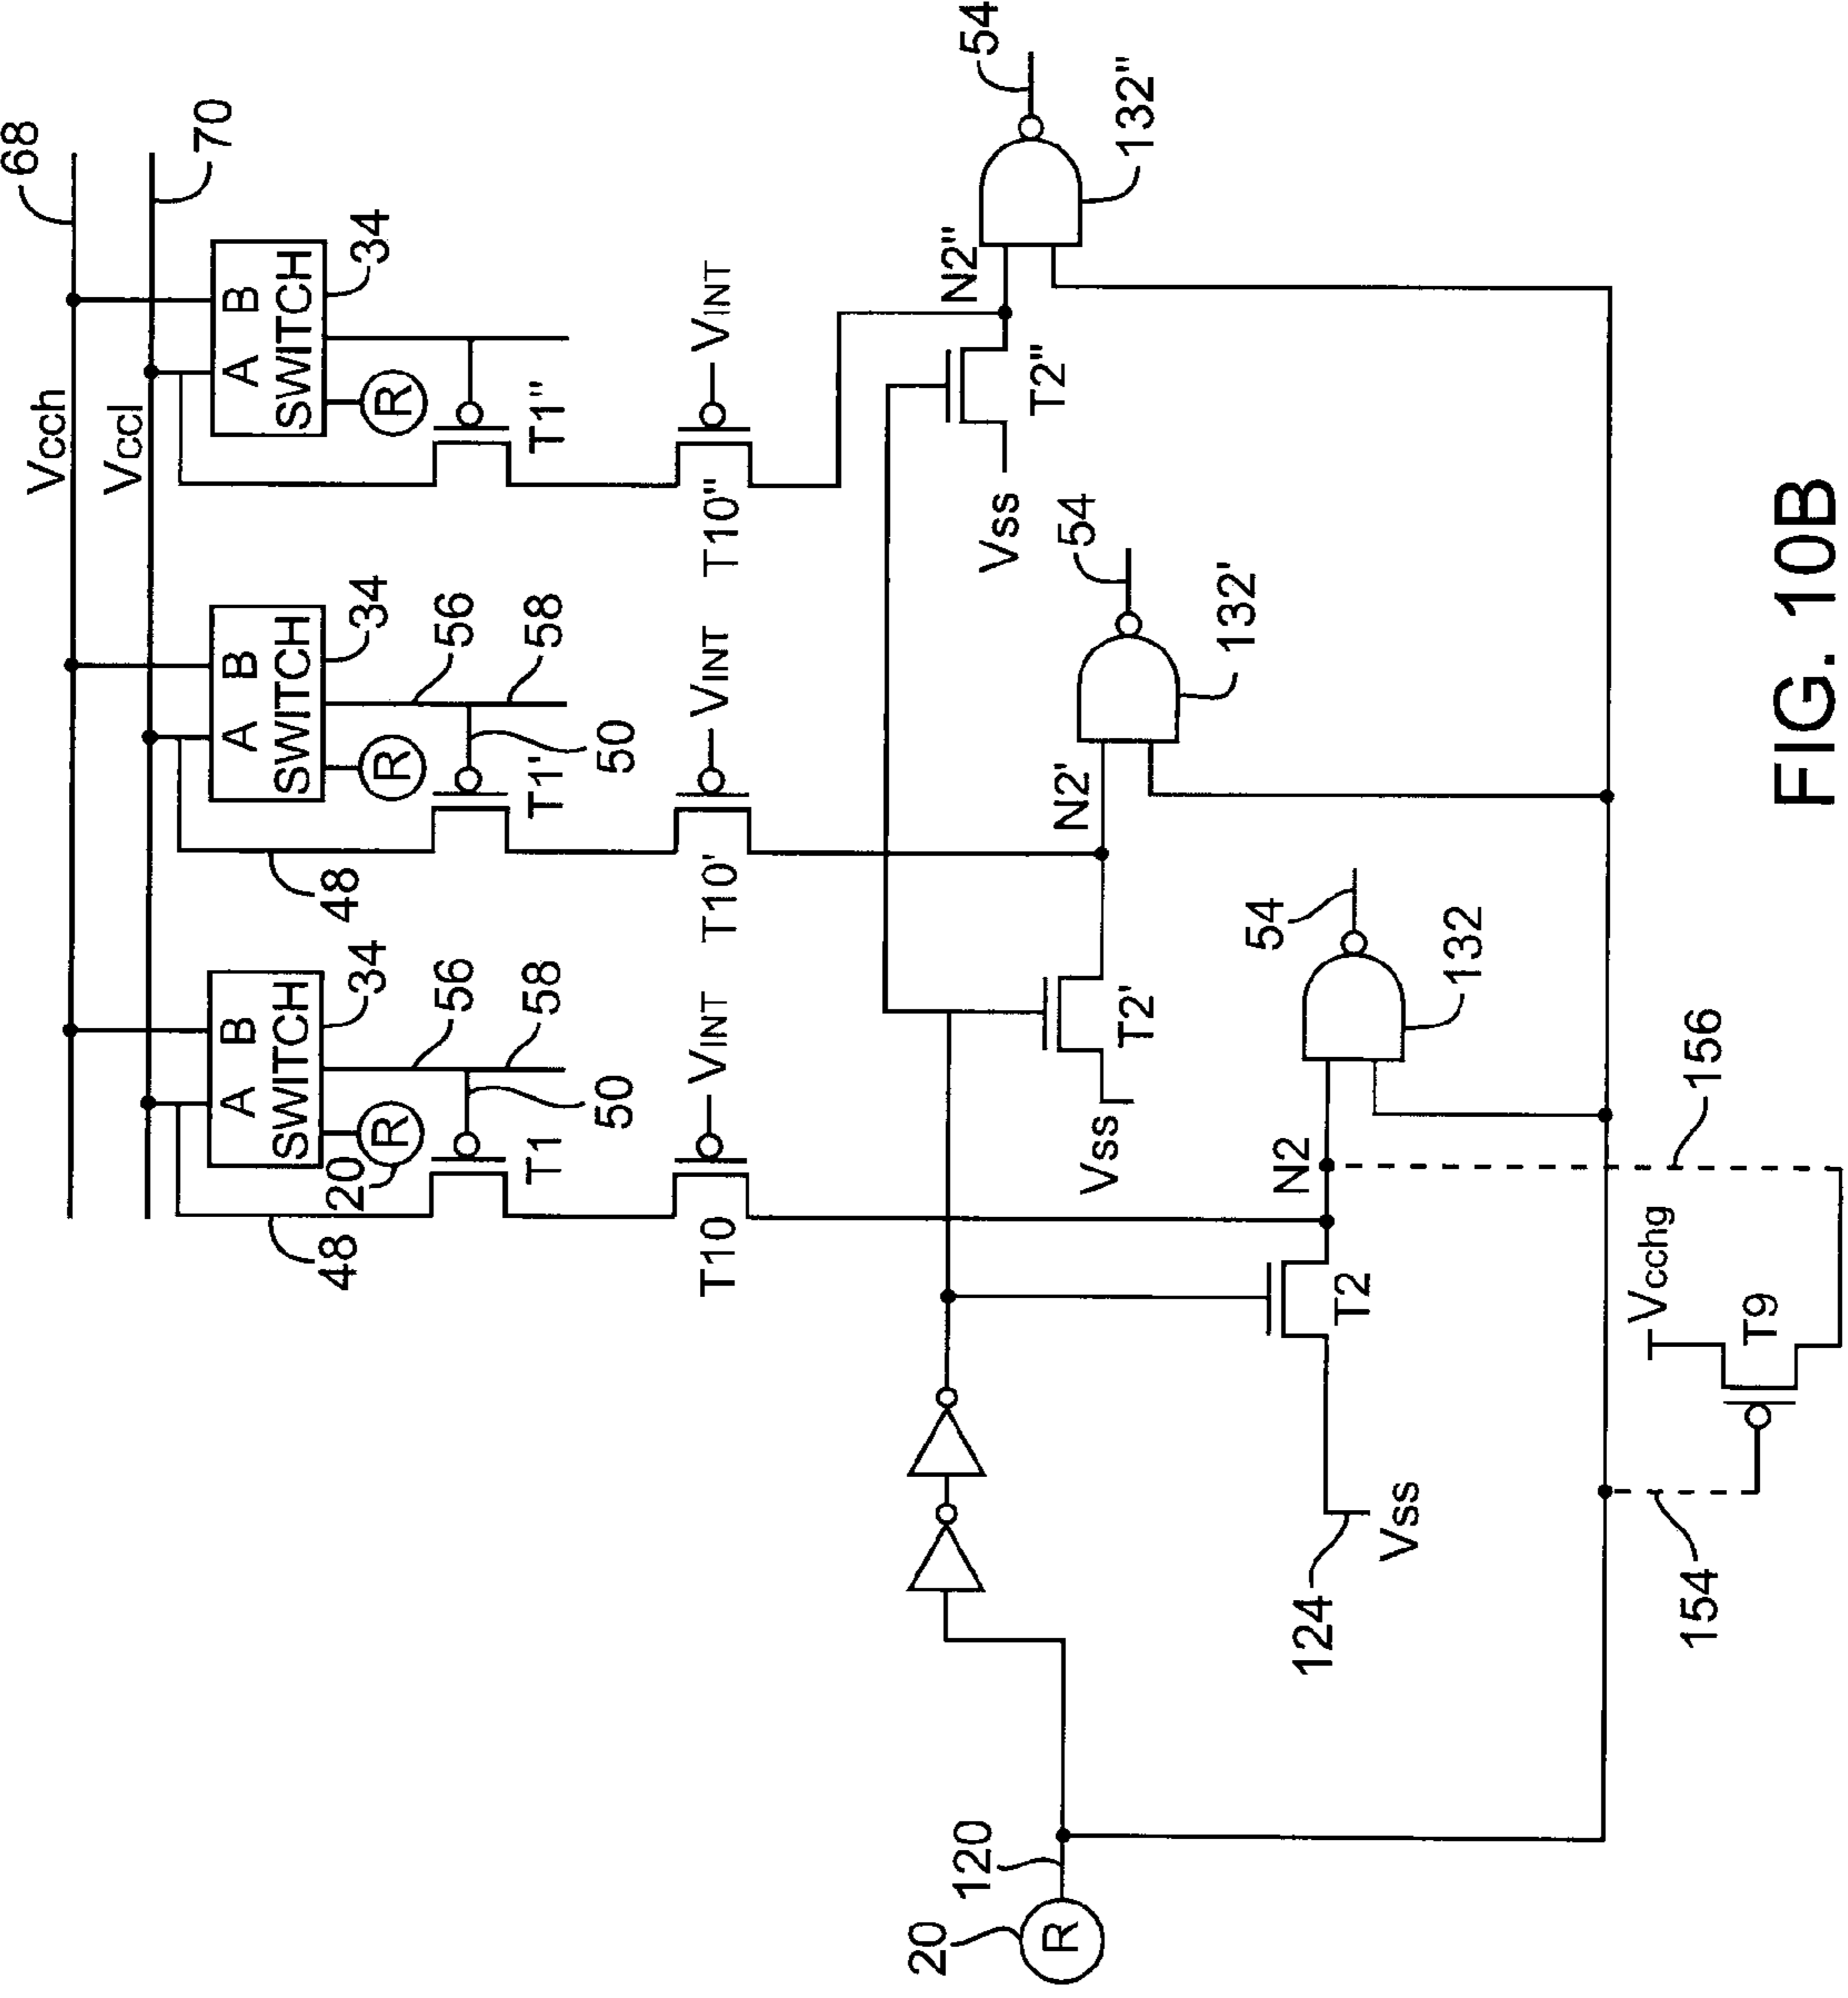 68
Vcch
Vccl
70
A B
SWITCH
34
20
R
56
58
50
48
T1
T10
VINT
A B
SWITCH
34
R
56
58
50
48
T1'
T10'
VINT
A B
SWITCH
34
R
T1"
T10"
VINT
20
R
120
124
Vss
T2
N2
132
54
Vss
T2'
N2'
132'
54
Vss
T2"
N2"
132"
54
154
T9
Vcchg
156
FIG. 10B